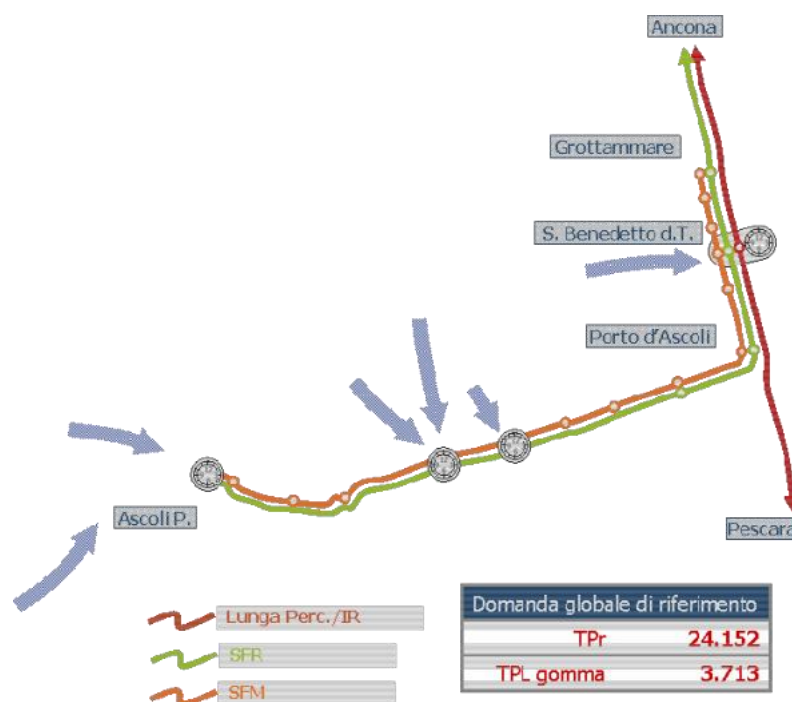 Ancona
Grottammare
S. Benedetto d.T.
Porto d'Ascoli
Ascoli P.
Pescara
Lunga Perc./IR
SFR
SFM
Domanda globale di riferimento
TPr 24.152
TPL gomma 3.713